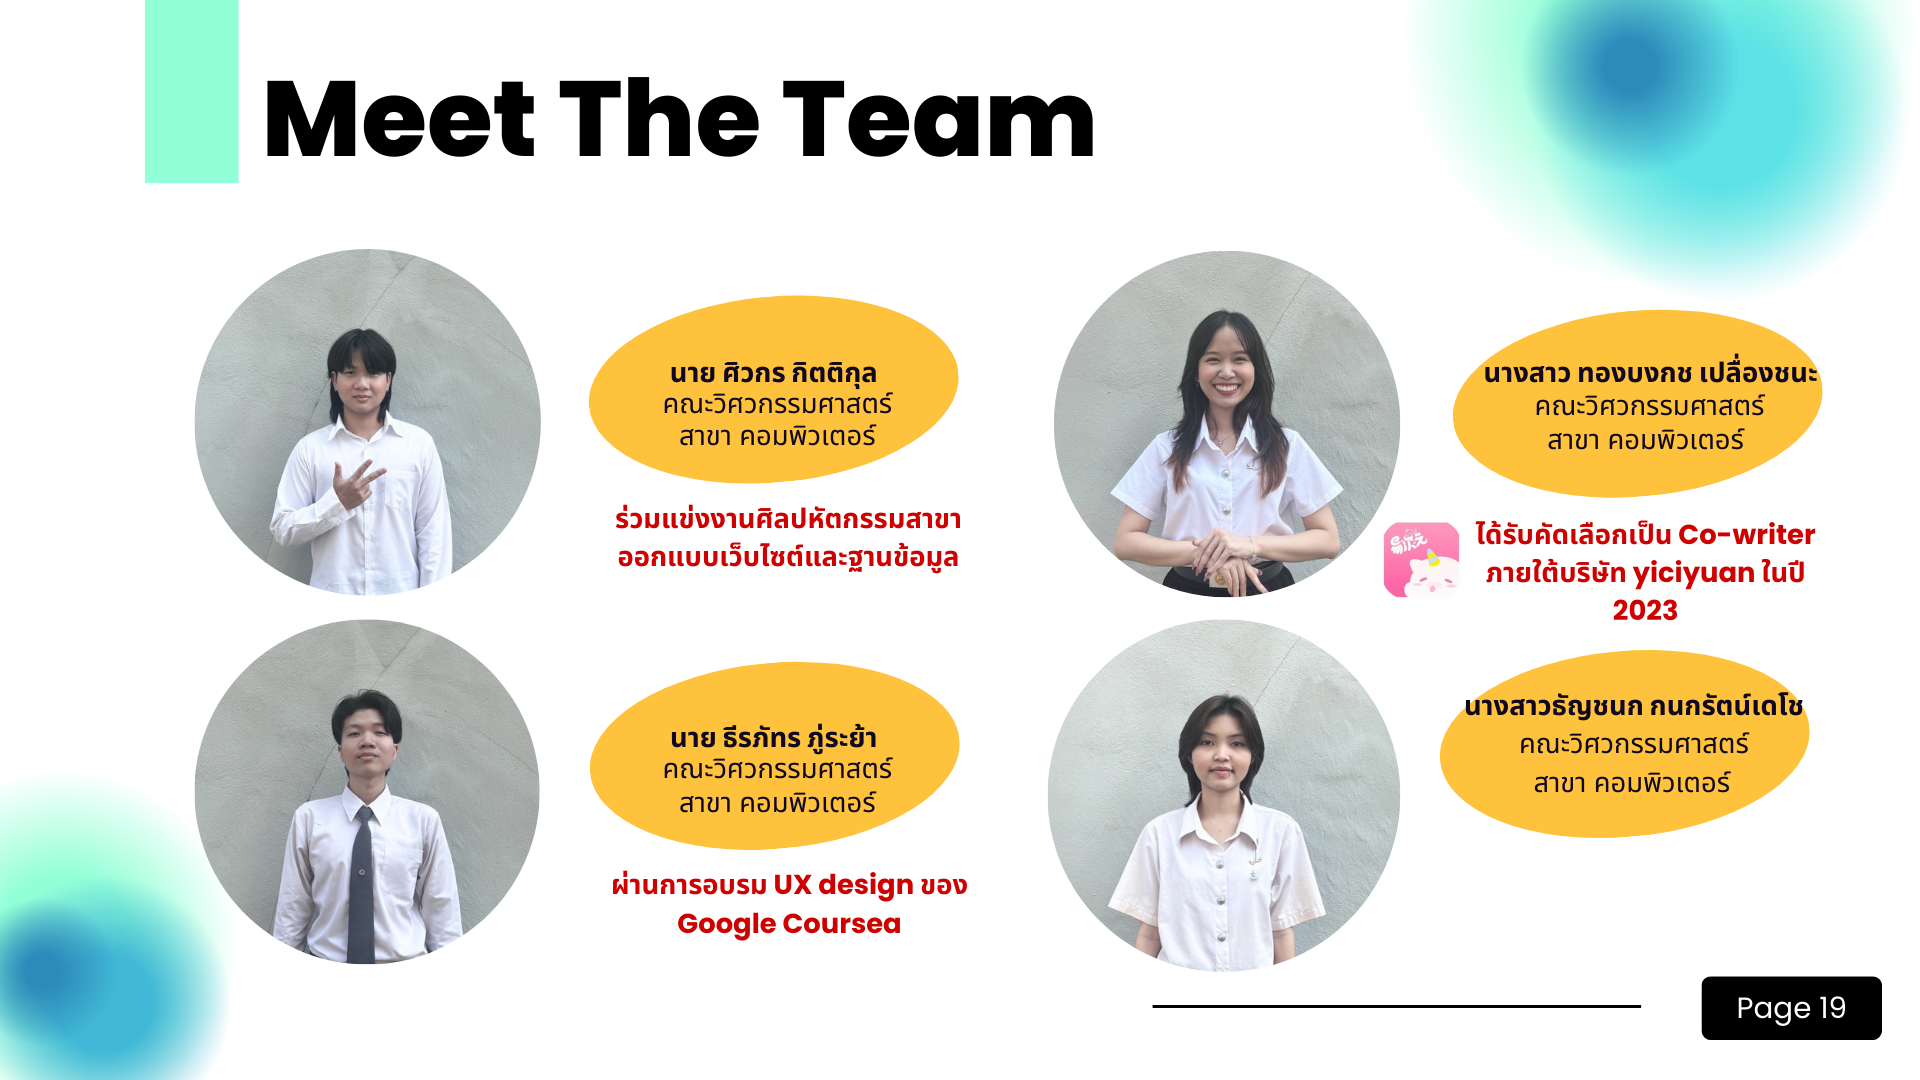 Meet The Team
นาย ศิวกร กิตติกุล
คณะวิศวกรรมศาสตร์
สาขา คอมพิวเตอร์
ร่วมแข่งงานศิลปหัตกรรมสาขา
ออกแบบเว็บไซต์และฐานข้อมูล
นางสาว ทองบงกช เปลื่องชนะ
คณะวิศวกรรมศาสตร์
สาขา คอมพิวเตอร์
易次元
ได้รับคัดเลือกเป็น Co-writer
ภายใต้บริษัท yiciyuan ในปี
2023
นาย ธีรภัทร ภู่ระย้า
คณะวิศวกรรมศาสตร์
สาขา คอมพิวเตอร์
ผ่านการอบรม UX design ของ
Google Coursea
นางสาวธัญชนก กนกรัตน์เดโช
คณะวิศวกรรมศาสตร์
สาขา คอมพิวเตอร์
Page 19